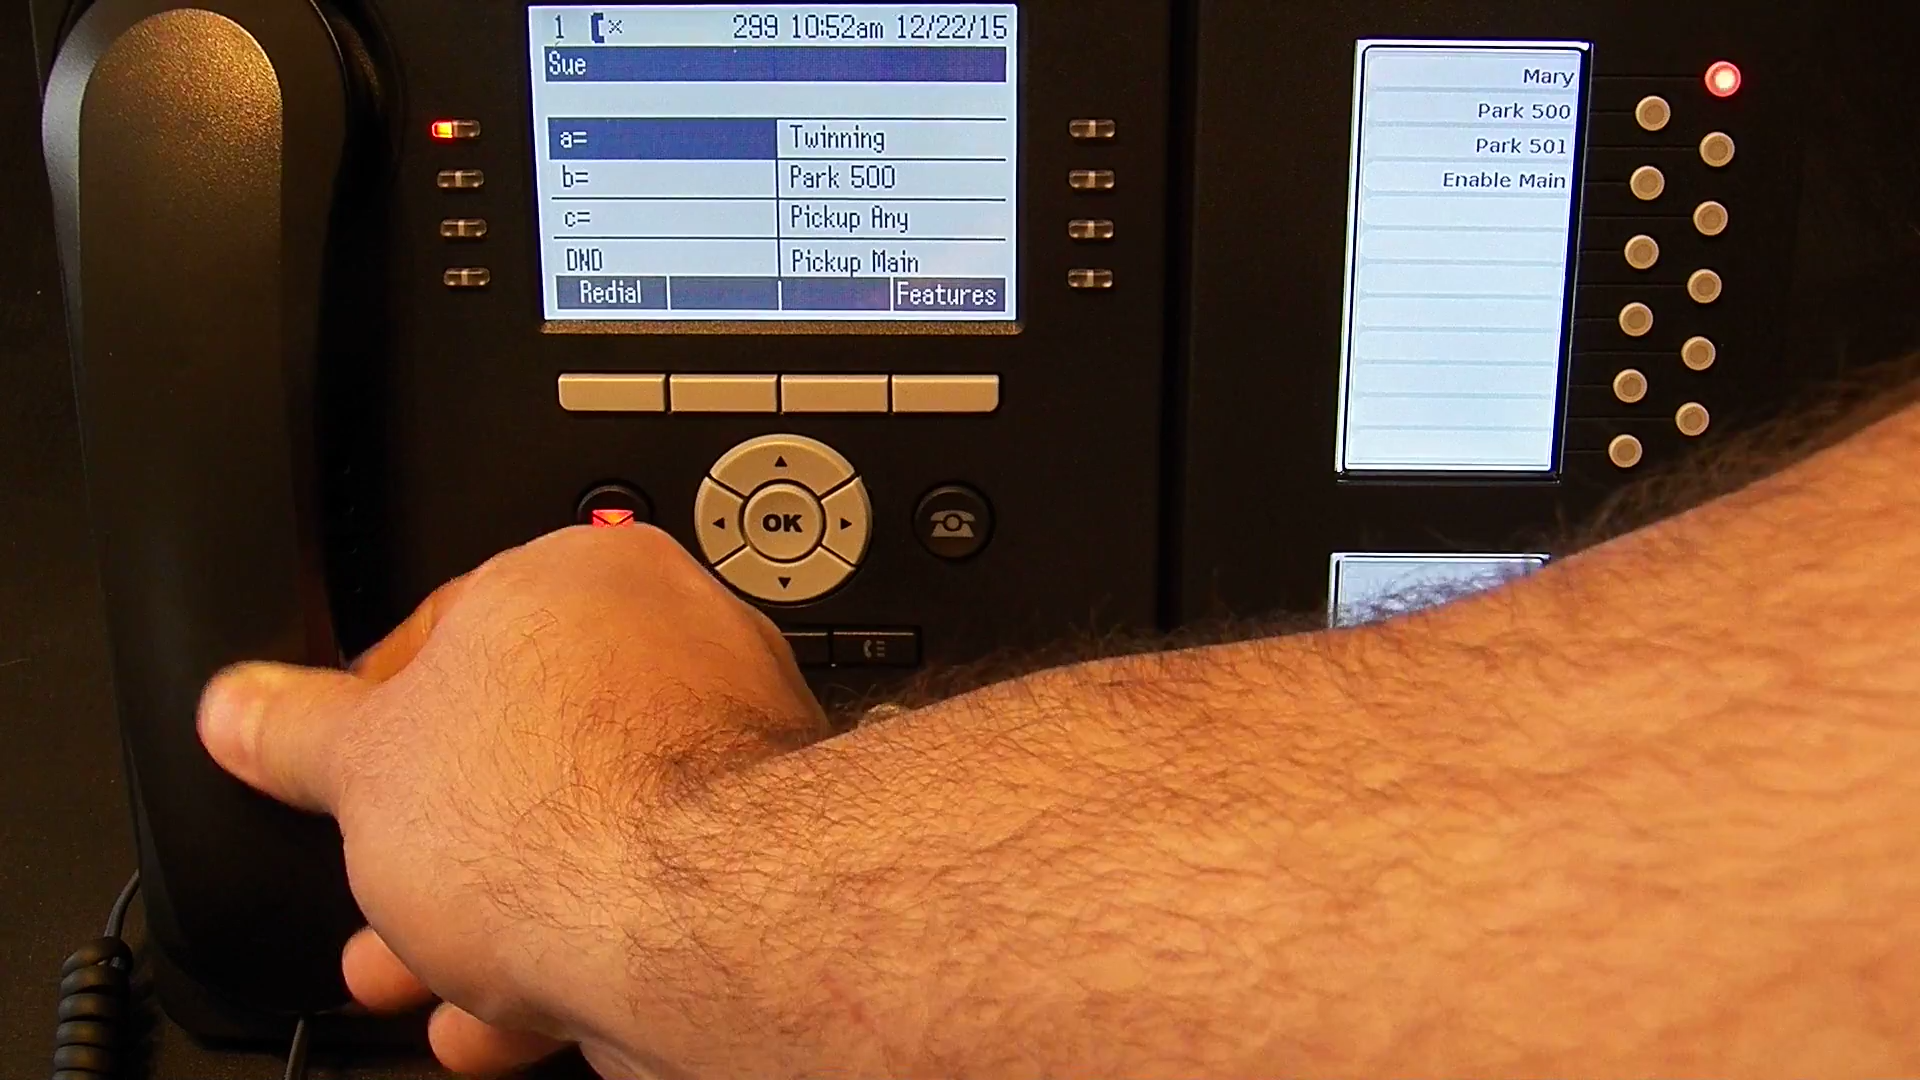 1 299 10:52am 12/22/15
Sue
a= Twinning
b= Park 500
c= Pickup Any
DND Pickup Main
Redial Features
OK
Mary
Park 500
Park 501
Enable Main